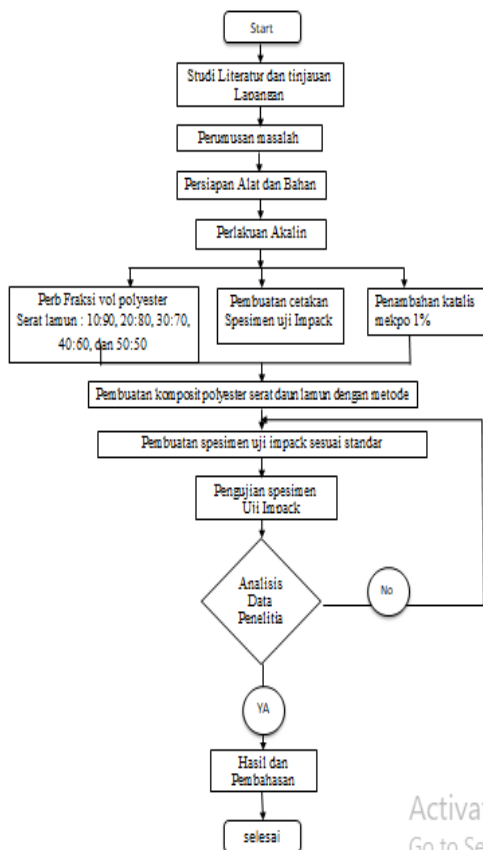 Start
Studi Literatur dan tinjauan
Lapangan
Perumusan masalah
Persiapan Alat dan Bahan
Perlakuan Akalin
Perb Fraksi vol polyester
Serat lamun : 10:90, 20:80, 30:70,
40:60, dan 50:50
Pembuatan cetakan
Spesimen uji Impack
Penambahan katalis
mekpo 1%
Pembuatan komposit polyester serat daun lamun dengan metode
Pembuatan spesimen uji impack sesuai standar
Pengujian spesimen
Uji Impack
Analisis
Data
Penelitia
No
YA
Hasil dan
Pembahasan
selesai
Activat
Go to Se